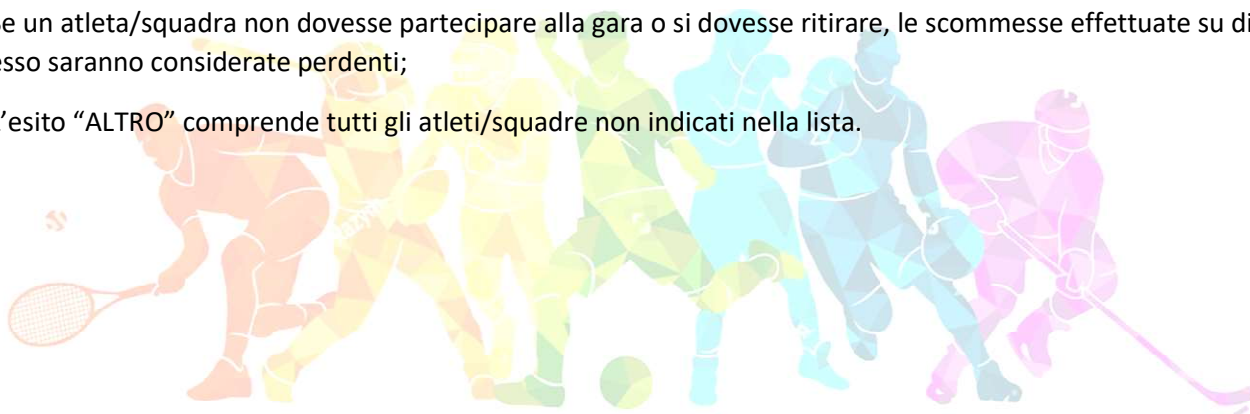 e un atleta/squadra non dovesse partecipare alla gara o si dovesse ritirare, le scommesse effettuate su di
esso saranno considerate perdenti;
’esito “ALTRO” comprende tutti gli atleti/squadre non indicati nella lista.